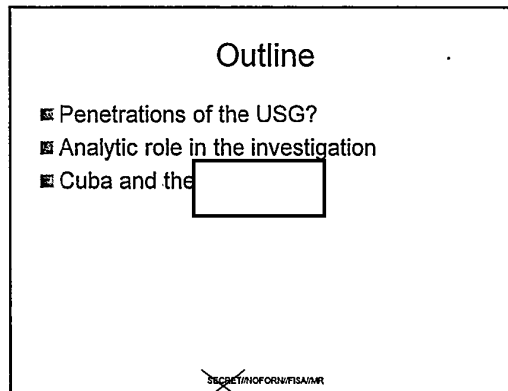 Outline
Penetrations of the USG?
Analytic role in the investigation
Cuba and the
SECRET//NOFORN//FISA//MR